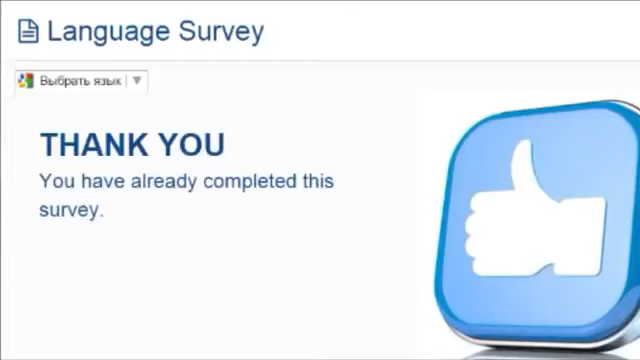 Language Survey
Выбрать язык
THANK YOU
You have already completed this
survey.